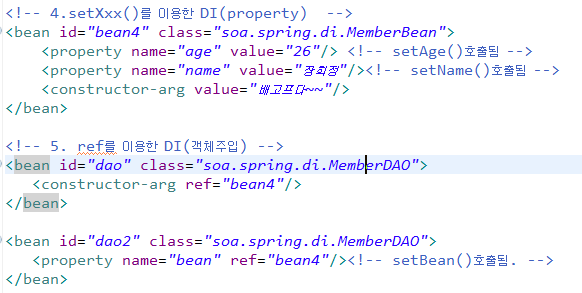 <!-- 4.setXxx()를 이용한 DI(property)  -->
<bean id="bean4" class="soa.spring.di.MemberBean">
<property name="age" value="26"/> <!-- setAge()호출됨 -->
<property name="name" value="장희정"/><!-- setName()호출됨 -->
<constructor-arg value="배고프다~~"/>
</bean>
<!-- 5. ref를 이용한 DI(객체주입) -->
<bean id="dao" class="soa.spring.di.MemberDAO">
<constructor-arg ref="bean4"/>
</bean>
<bean id="dao2" class="soa.spring.di.MemberDAO">
<property name="bean" ref="bean4"/><!-- setBean()호출됨. -->
</bean>